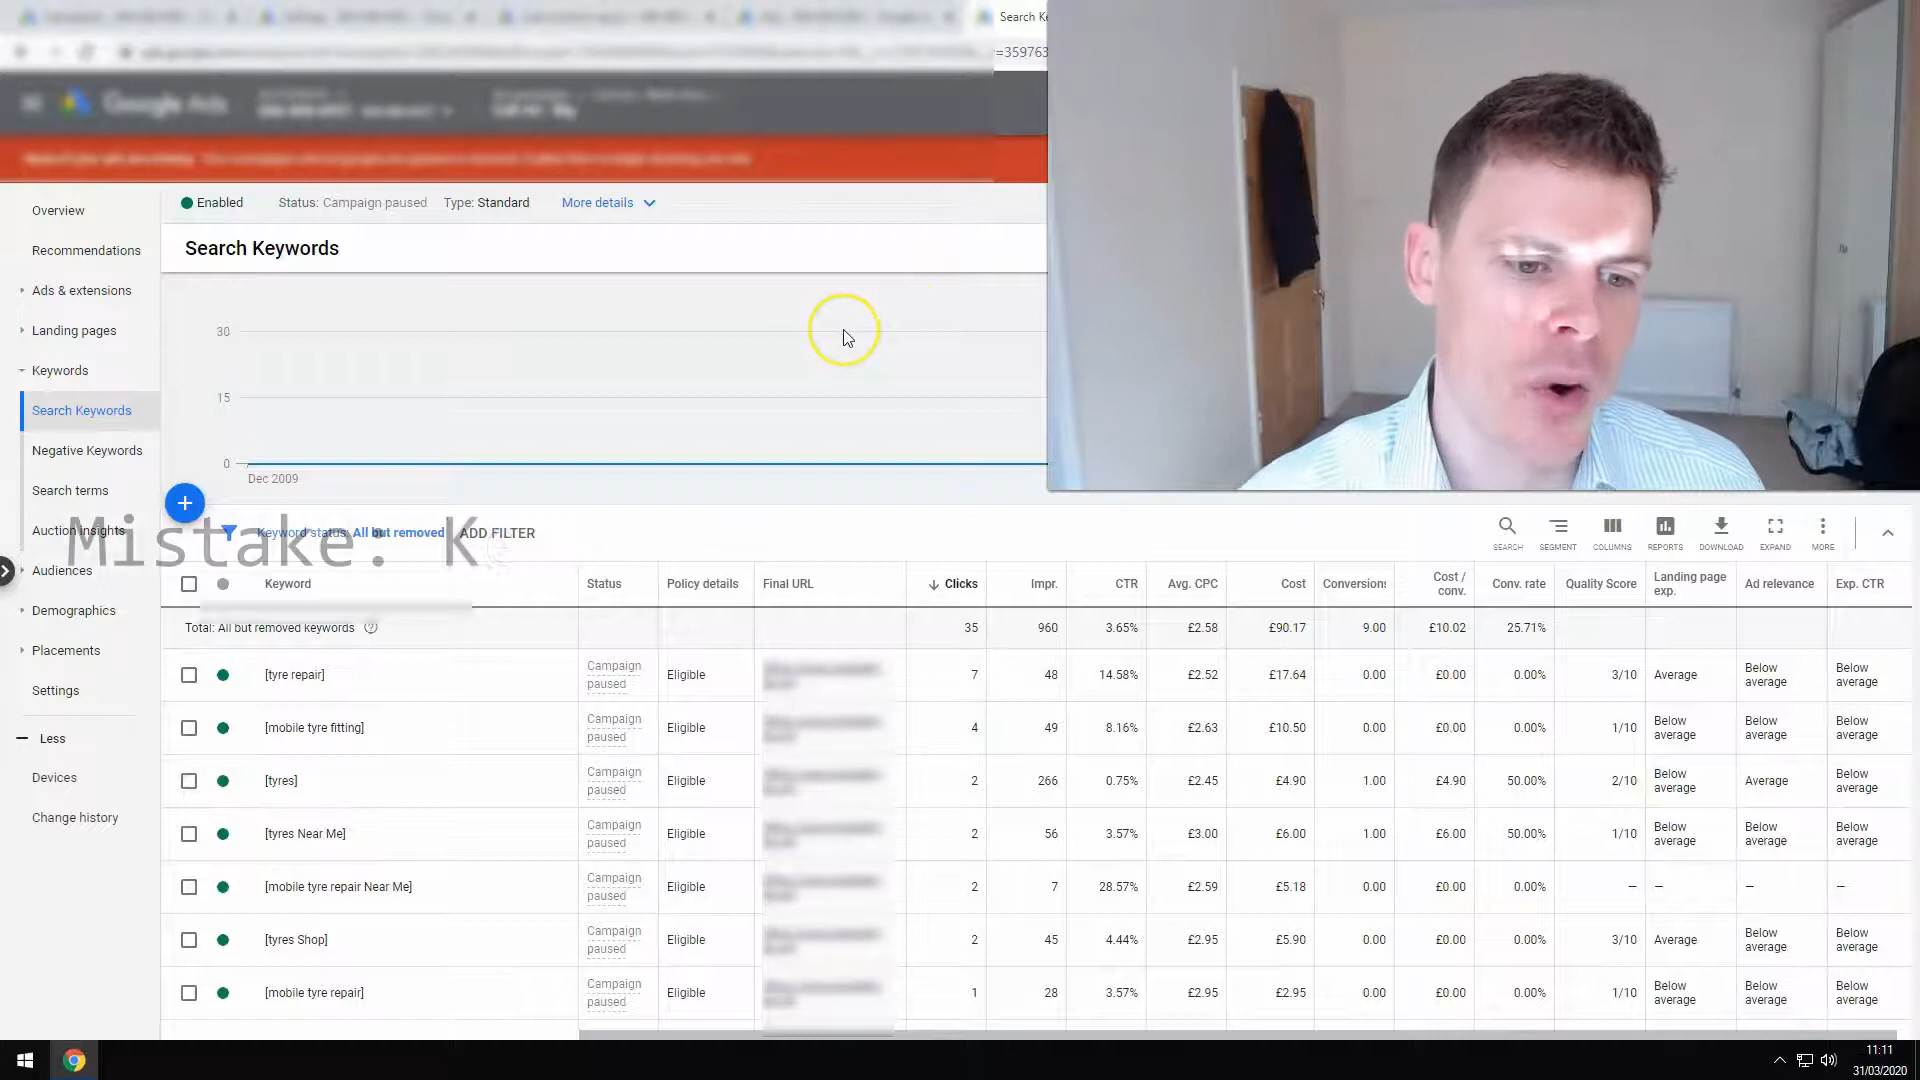 Search Ke
=359763
Google Ads
Enabled Status: Campaign paused Type: Standard More details
Search Keywords
Overview
Recommendations
Ads & extensions
Landing pages
Keywords
Search Keywords
Negative Keywords
Search terms
Auction insights
Audiences
Demographics
Placements
Settings
Less
Devices
Change history
30
15
0
Dec 2009
Mistake: K
Keyword status: All but removed ADD FILTER
SEARCH SEGMENT COLUMNS REPORTS DOWNLOAD EXPAND MORE
Keyword Status Policy details Final URL Clicks Impr. CTR Avg. CPC Cost Conversions Cost / conv. Conv. rate Quality Score Landing page exp. Ad relevance Exp. CTR
Total: All but removed keywords 35 960 3.65% £2.58 £90.17 9.00 £10.02 25.71%
[tyre repair] Campaign paused Eligible 7 48 14.58% £2.52 £17.64 0.00 £0.00 0.00% 3/10 Average Below average Below average
[mobile tyre fitting] Campaign paused Eligible 4 49 8.16% £2.63 £10.50 0.00 £0.00 0.00% 1/10 Below average Below average Below average
[tyres] Campaign paused Eligible 2 266 0.75% £2.45 £4.90 1.00 £4.90 50.00% 2/10 Below average Average Below average
[tyres Near Me] Campaign paused Eligible 2 56 3.57% £3.00 £6.00 1.00 £6.00 50.00% 1/10 Below average Below average Below average
[mobile tyre repair Near Me] Campaign paused Eligible 2 7 28.57% £2.59 £5.18 0.00 £0.00 0.00% — — — —
[tyres Shop] Campaign paused Eligible 2 45 4.44% £2.95 £5.90 0.00 £0.00 0.00% 3/10 Average Below average Below average
[mobile tyre repair] Campaign paused Eligible 1 28 3.57% £2.95 £2.95 0.00 £0.00 0.00% 1/10 Below average Below average Below average
11:11
31/03/2020